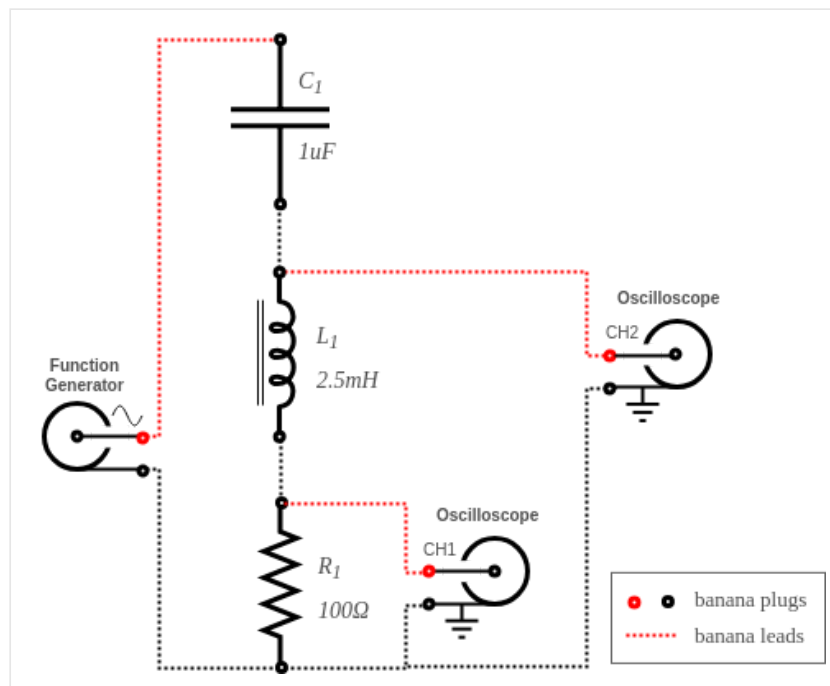 C1
1uF
Oscilloscope
CH2
L1
2.5mH
Function
Generator
Oscilloscope
CH1
R1
100Ω
banana plugs
banana leads